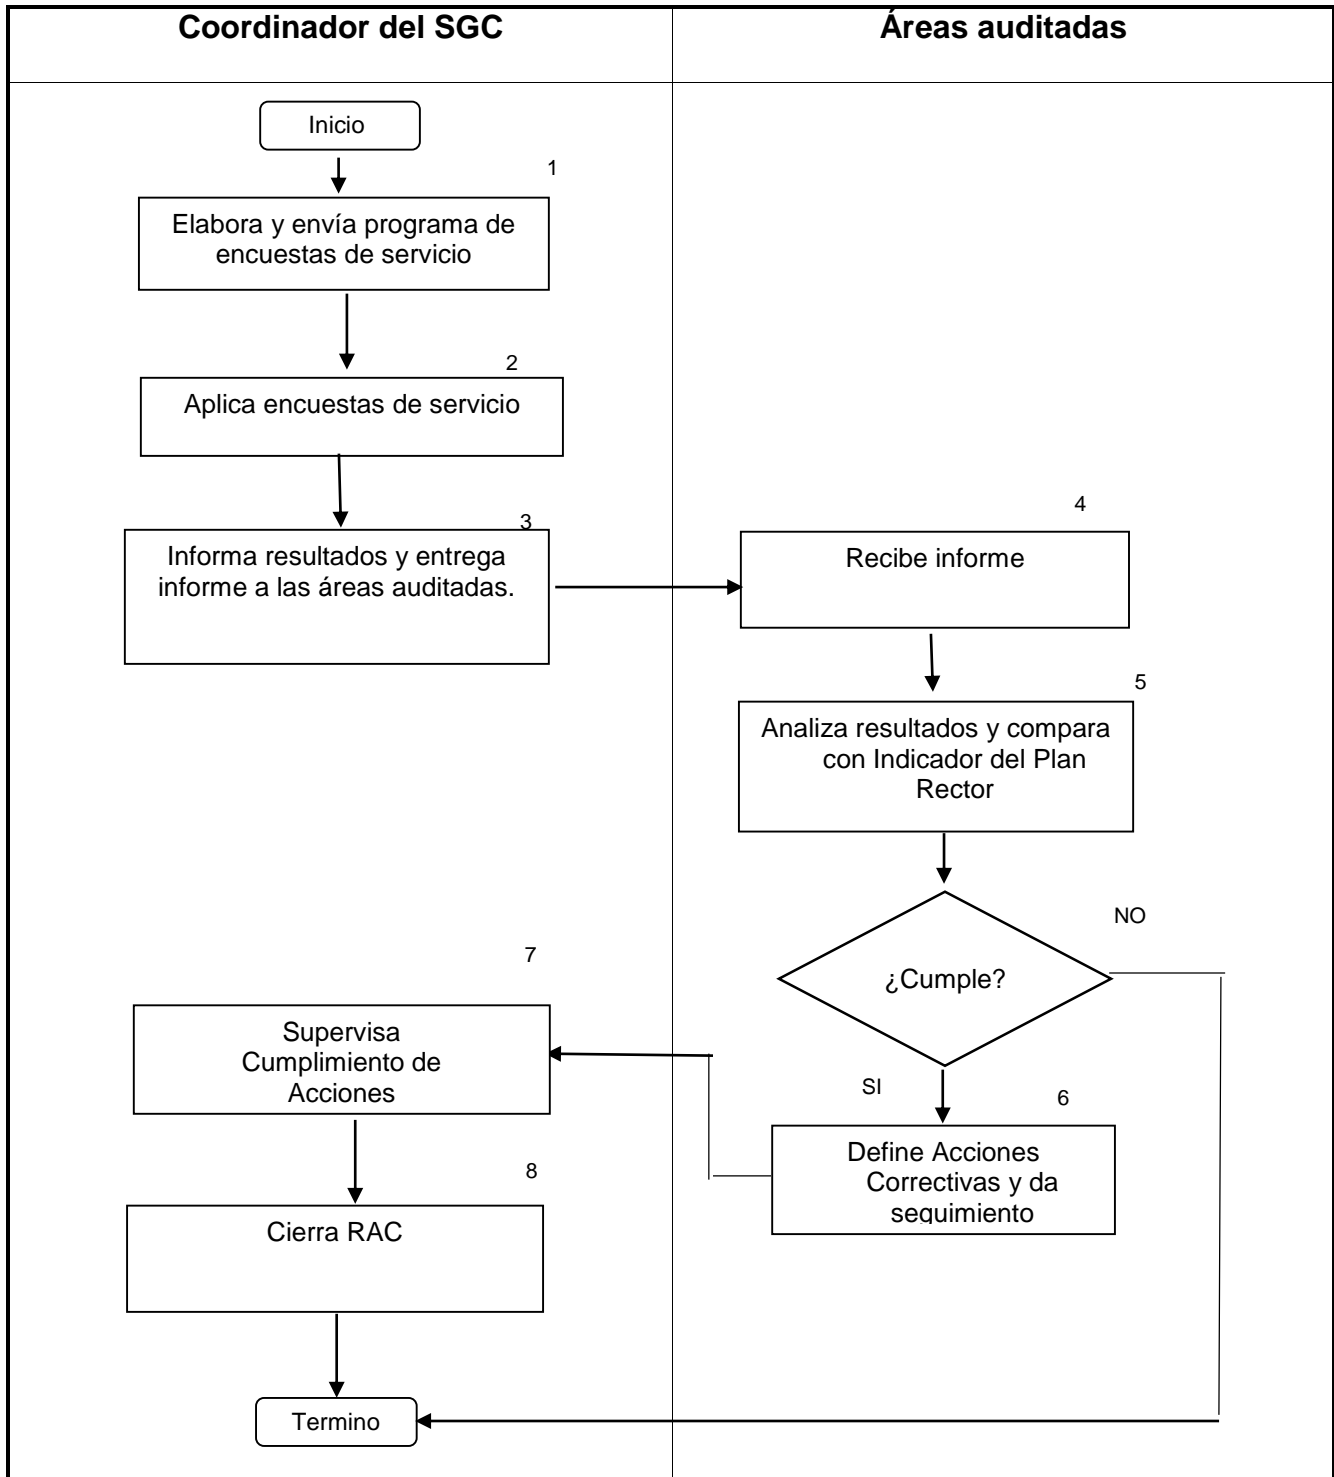 Coordinador del SGC
Áreas auditadas
Inicio
1
Elabora y envía programa de
encuestas de servicio
2
Aplica encuestas de servicio
3
Informa resultados y entrega
informe a las áreas auditadas.
4
Recibe informe
5
Analiza resultados y compara
con Indicador del Plan
Rector
¿Cumple?
NO
SI
6
Define Acciones
Correctivas y da
seguimiento
7
Supervisa
Cumplimiento de
Acciones
8
Cierra RAC
Termino